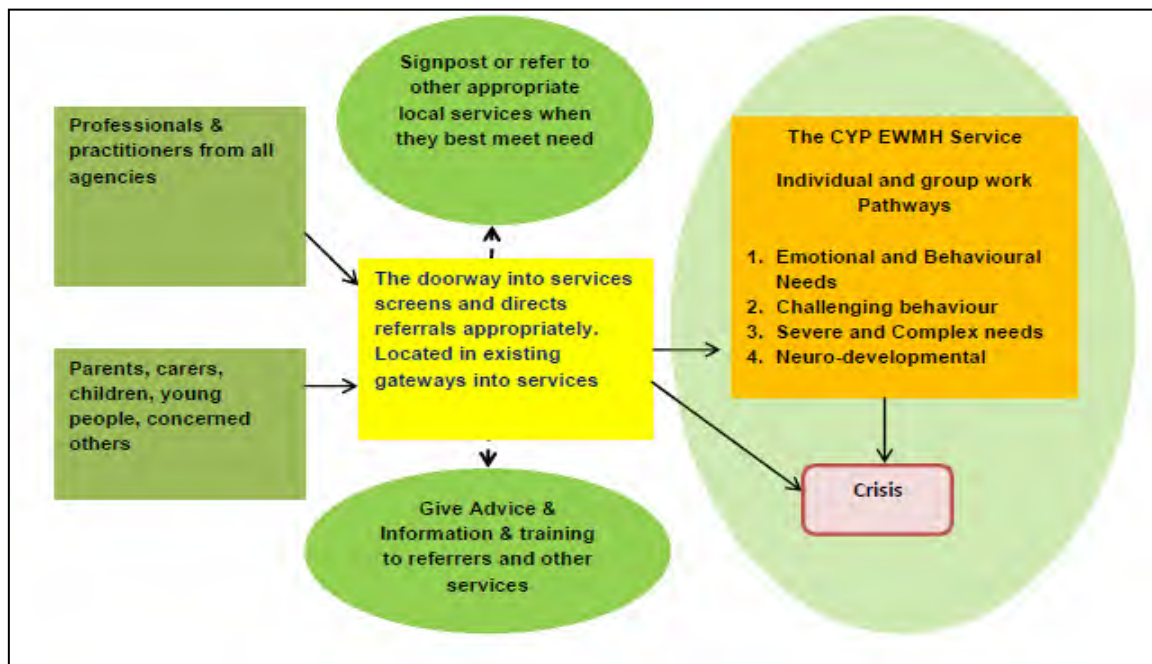 Professionals &
practitioners from all
agencies
Parents, carers,
children, young
people, concerned
others
Signpost or refer to
other appropriate
local services when
they best meet need
The doorway into services
screens and directs
referrals appropriately.
Located in existing
gateways into services
Give Advice &
Information & training
to referrers and other
services
The CYP EWMH Service
Individual and group work
Pathways
1. Emotional and Behavioural
Needs
2. Challenging behaviour
3. Severe and Complex needs
4. Neuro-developmental
Crisis